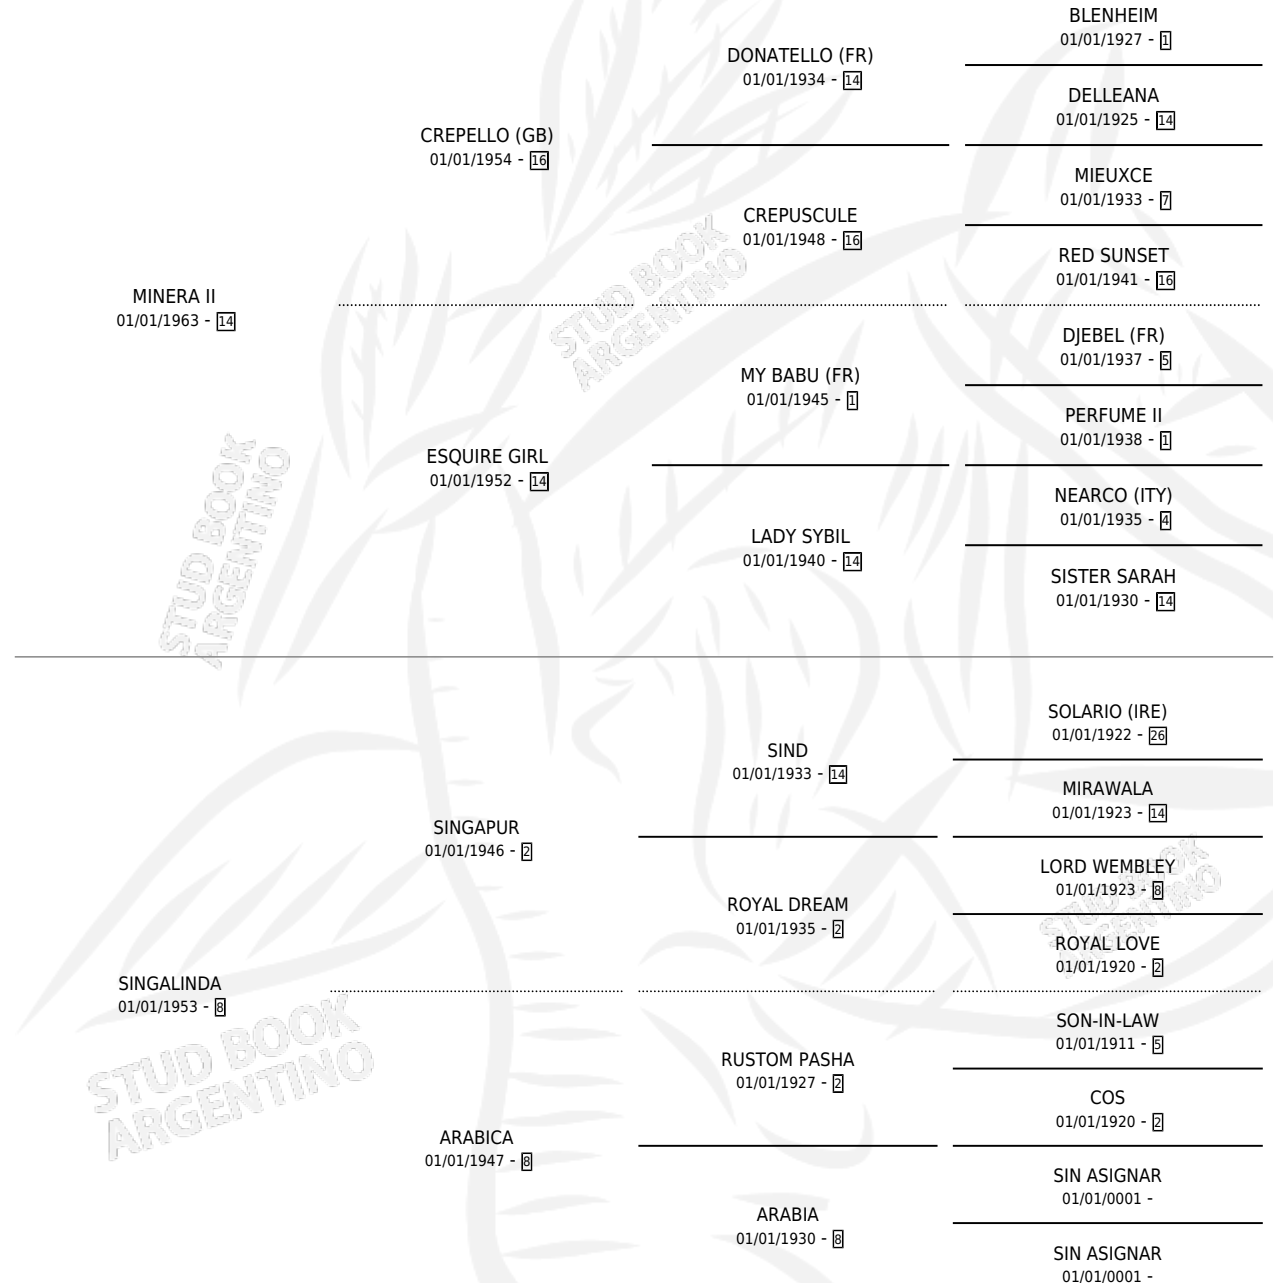 BLENHEIM
01/01/1927 - 1
DONATELLO (FR)
01/01/1934 - 14
DELLEANA
01/01/1925 - 14
CREPELLO (GB)
01/01/1954 - 16
MIEUXCE
01/01/1933 - 7
CREPUSCULE
01/01/1948 - 16
RED SUNSET
01/01/1941 - 16
MINERA II
01/01/1963 - 14
STUD BOOK
ARGENTINO
DJEBEL (FR)
01/01/1937 - 5
MY BABU (FR)
01/01/1945 - 1
PERFUME II
01/01/1938 - 1
ESQUIRE GIRL
01/01/1952 - 14
NEARCO (ITY)
01/01/1935 - 4
LADY SYBIL
01/01/1940 - 14
SISTER SARAH
01/01/1930 - 14
STUD BOOK
ARGENTINO
SOLARIO (IRE)
01/01/1922 - 26
SIND
01/01/1933 - 14
MIRAWALA
01/01/1923 - 14
SINGAPUR
01/01/1946 - 2
LORD WEMBLEY
01/01/1923 - 8
ROYAL DREAM
01/01/1935 - 2
ROYAL LOVE
01/01/1920 - 2
STUD BOOK
ARGENTINO
SINGALINDA
01/01/1953 - 8
SON-IN-LAW
01/01/1911 - 5
RUSTOM PASHA
01/01/1927 - 2
COS
01/01/1920 - 2
STUD BOOK
ARGENTINO
ARABICA
01/01/1947 - 8
SIN ASIGNAR
01/01/0001 -
ARABIA
01/01/1930 - 8
SIN ASIGNAR
01/01/0001 -